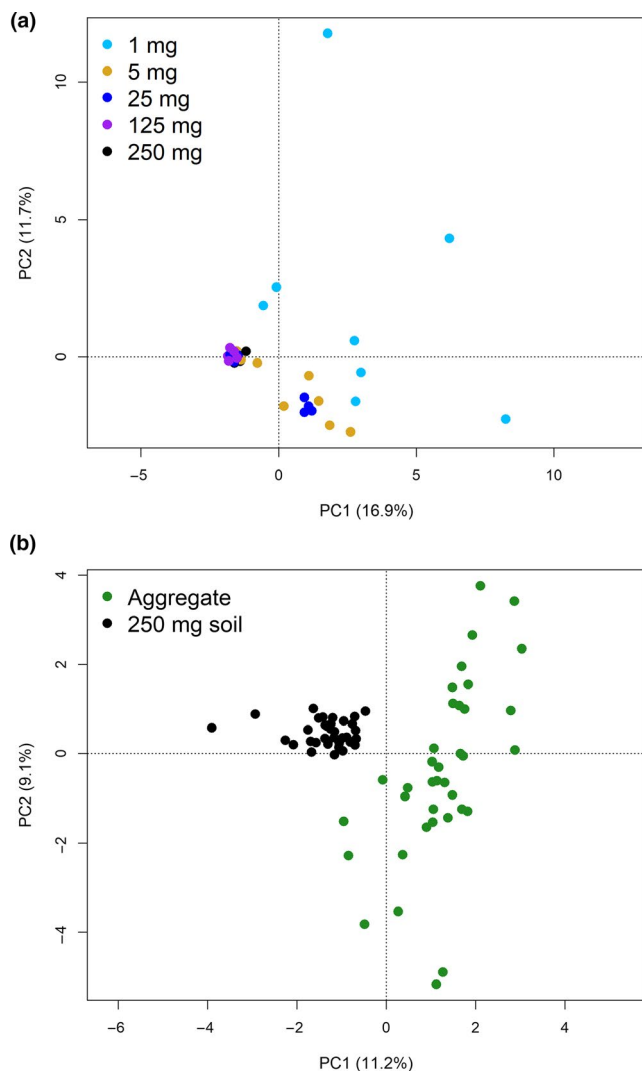 (a)
1 mg
5 mg
25 mg
125 mg
250 mg
10
5
0
PC2 (11.7%)
−5 0 5 10
PC1 (16.9%)
(b)
Aggregate
250 mg soil
4
2
0
−2
−4
PC2 (9.1%)
−6 −4 −2 0 2 4
PC1 (11.2%)